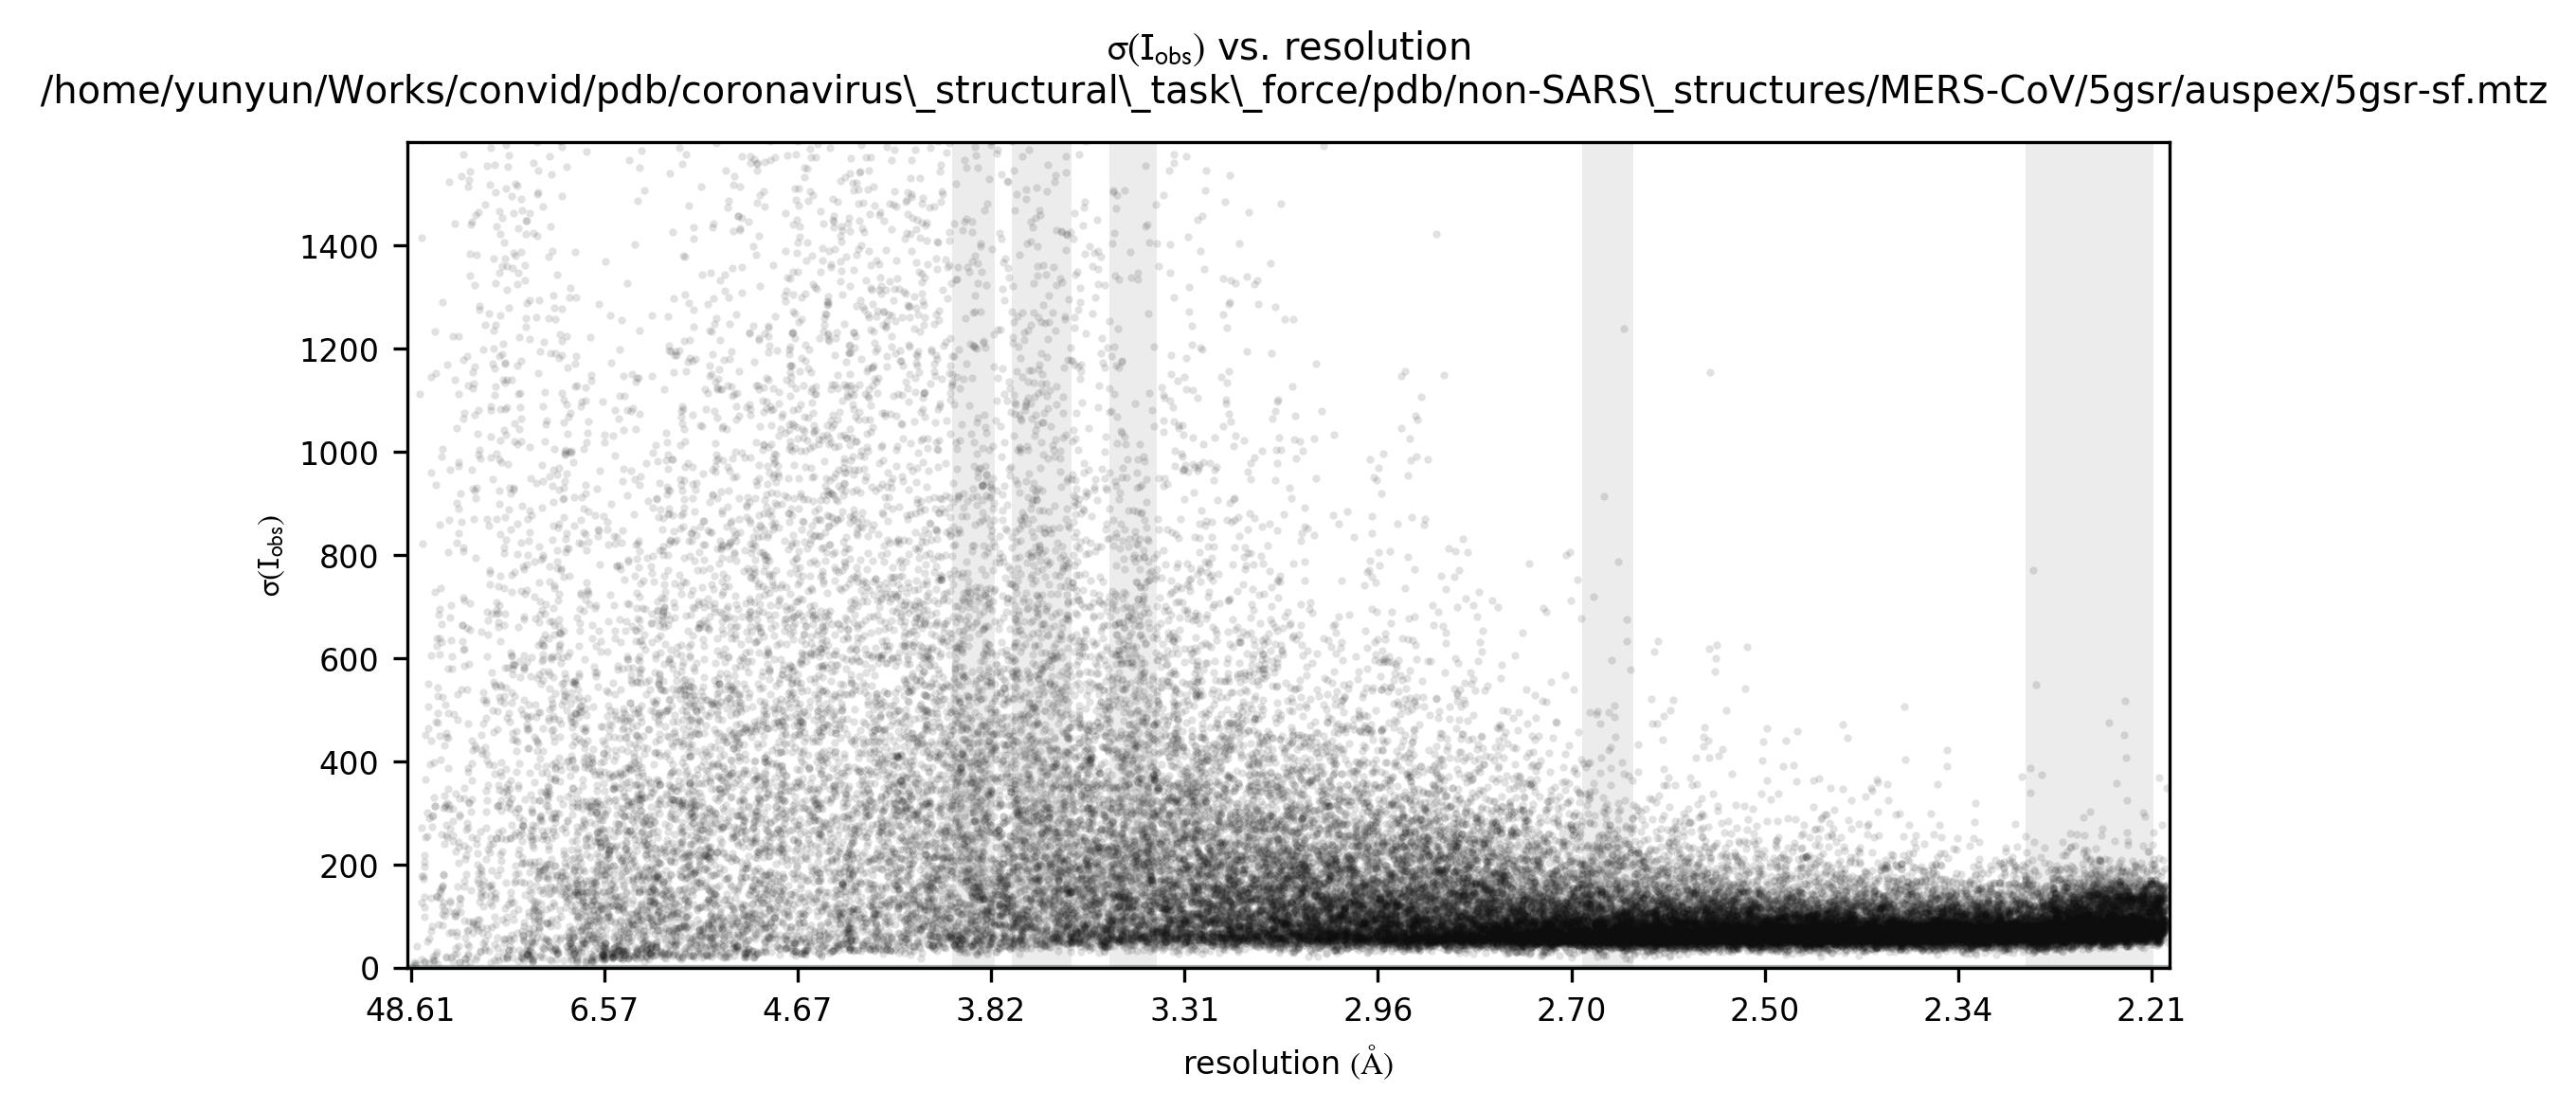 σ(Iobs) vs. resolution
/home/yunyun/Works/convid/pdb/coronavirus\_structural\_task\_force/pdb/non-SARS\_structures/MERS-CoV/5gsr/auspex/5gsr-sf.mtz
1400
1200
1000
800
600
400
200
0
σ(Iobs)
48.61 6.57 4.67 3.82 3.31 2.96 2.70 2.50 2.34 2.21
resolution (Å)